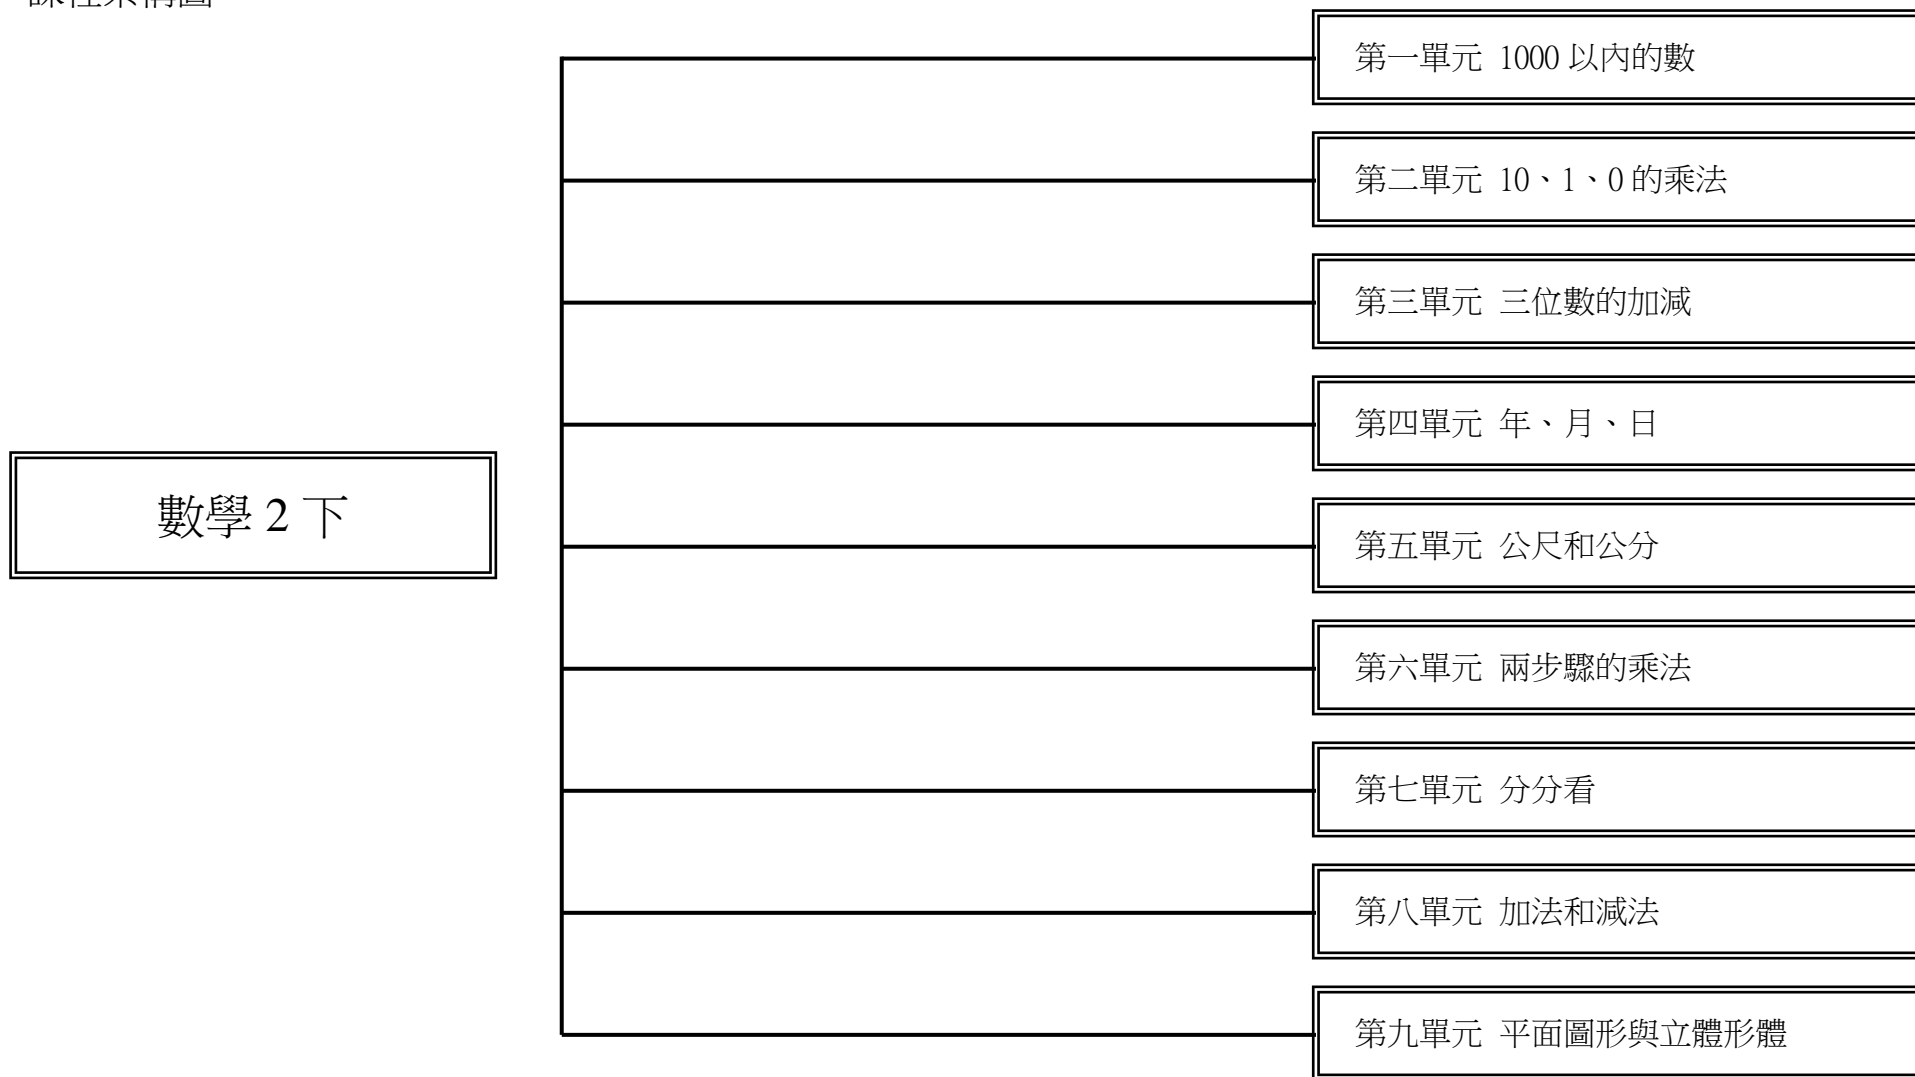 數學 2 下
第一單元 1000 以內的數
第二單元 10、1、0 的乘法
第三單元 三位數的加減
第四單元 年、月、日
第五單元 公尺和公分
第六單元 兩步驟的乘法
第七單元 分分看
第八單元 加法和減法
第九單元 平面圖形與立體形體